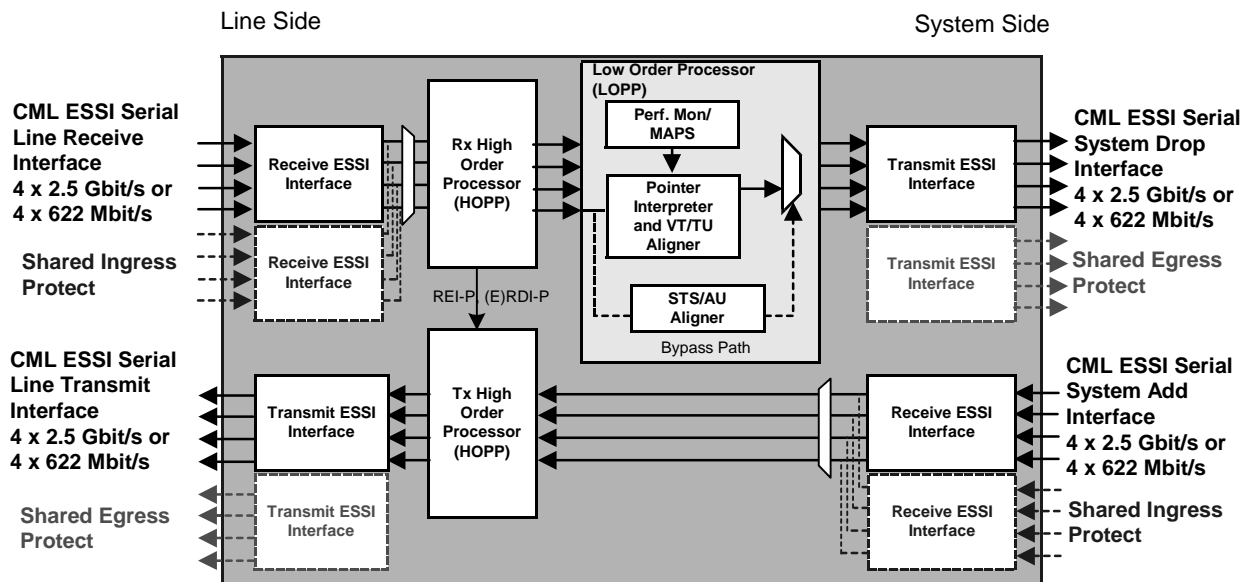 Line Side
System Side
CML ESSI Serial
Line Receive
Interface
4 x 2.5 Gbit/s or
4 x 622 Mbit/s
Shared Ingress
Protect
Receive ESSI
Interface
Receive ESSI
Interface
Rx High
Order
Processor
(HOPP)
REI-P, (E)RDI-P
Low Order Processor
(LOPP)
Perf. Mon/
MAPS
Pointer
Interpreter
and VT/TU
Aligner
STS/AU
Aligner
Bypass Path
Transmit ESSI
Interface
Transmit ESSI
Interface
CML ESSI Serial
System Drop
Interface
4 x 2.5 Gbit/s or
4 x 622 Mbit/s
Shared Egress
Protect
CML ESSI Serial
Line Transmit
Interface
4 x 2.5 Gbit/s or
4 x 622 Mbit/s
Shared Egress
Protect
Transmit ESSI
Interface
Transmit ESSI
Interface
Tx High
Order
Processor
(HOPP)
Receive ESSI
Interface
Receive ESSI
Interface
CML ESSI Serial
System Add
Interface
4 x 2.5 Gbit/s or
4 x 622 Mbit/s
Shared Ingress
Protect